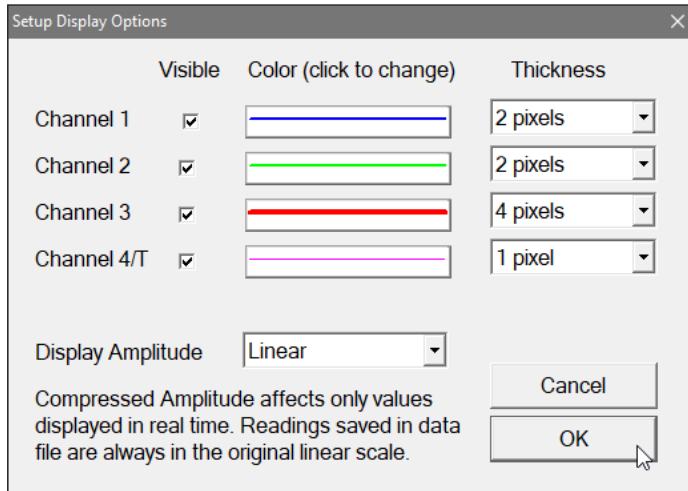 Setup Display Options
Visible Color (click to change) Thickness
Channel 1 2 pixels
Channel 2 2 pixels
Channel 3 4 pixels
Channel 4/T 1 pixel
Display Amplitude Linear
Compressed Amplitude affects only values
displayed in real time. Readings saved in data
file are always in the original linear scale.
Cancel
OK